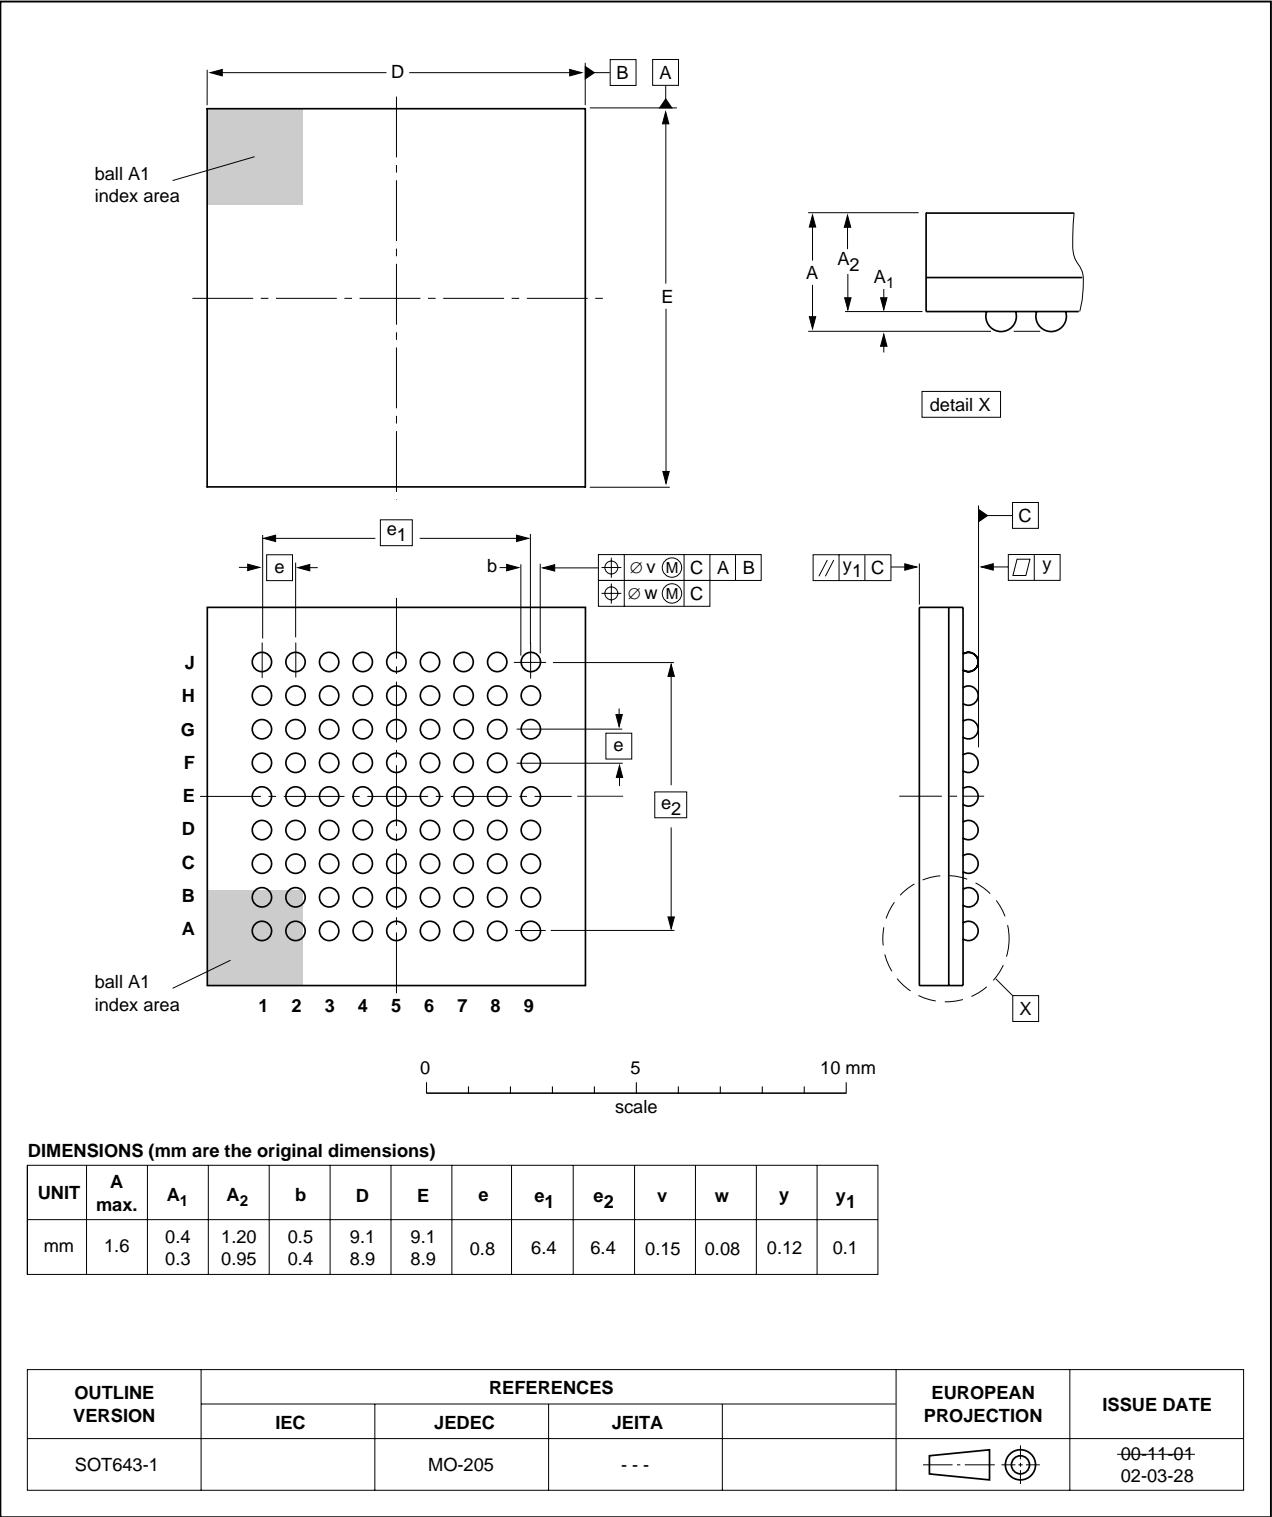 D
B
A
ball A1
index area
E
A
A2
A1
detail X
e1
e
b
⌖ ∅ v Ⓜ C A B
⌖ ∅ w Ⓜ C
// y1 C
C
▱ y
J
H
G
F
E
D
C
B
A
e
e2
ball A1
index area
1 2 3 4 5 6 7 8 9
X
0 5 10 mm
scale
DIMENSIONS (mm are the original dimensions)
UNIT A max. A1 A2 b D E e e1 e2 v w y y1
mm 1.6 0.4 0.3 1.20 0.95 0.5 0.4 9.1 8.9 9.1 8.9 0.8 6.4 6.4 0.15 0.08 0.12 0.1
OUTLINE VERSION REFERENCES EUROPEAN PROJECTION ISSUE DATE
IEC JEDEC JEITA
SOT643-1 MO-205 - - - 00-11-01
02-03-28